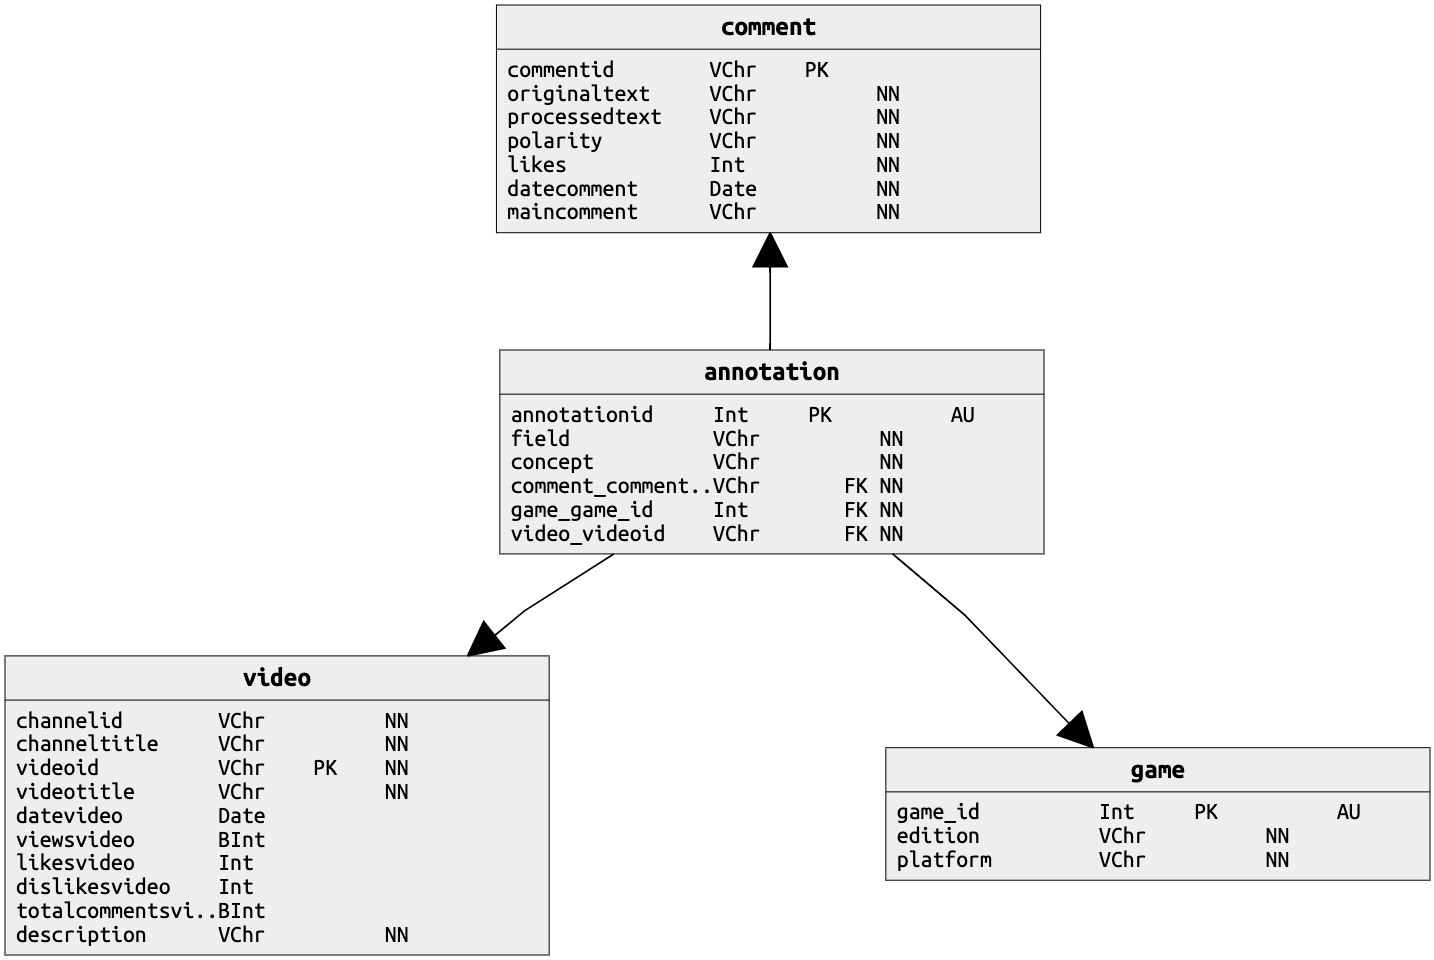 comment
commentid VChr PK
originaltext VChr NN
processedtext VChr NN
polarity VChr NN
likes Int NN
datecomment Date NN
maincomment VChr NN
annotation
annotationid Int PK AU
field VChr NN
concept VChr NN
comment_comment..VChr FK NN
game_game_id Int FK NN
video_videoid VChr FK NN
video
channelid VChr NN
channeltitle VChr NN
videoid VChr PK NN
videotitle VChr NN
datevideo Date
viewsvideo BInt
likesvideo Int
dislikesvideo Int
totalcommentsvi..BInt
description VChr NN
game
game_id Int PK AU
edition VChr NN
platform VChr NN